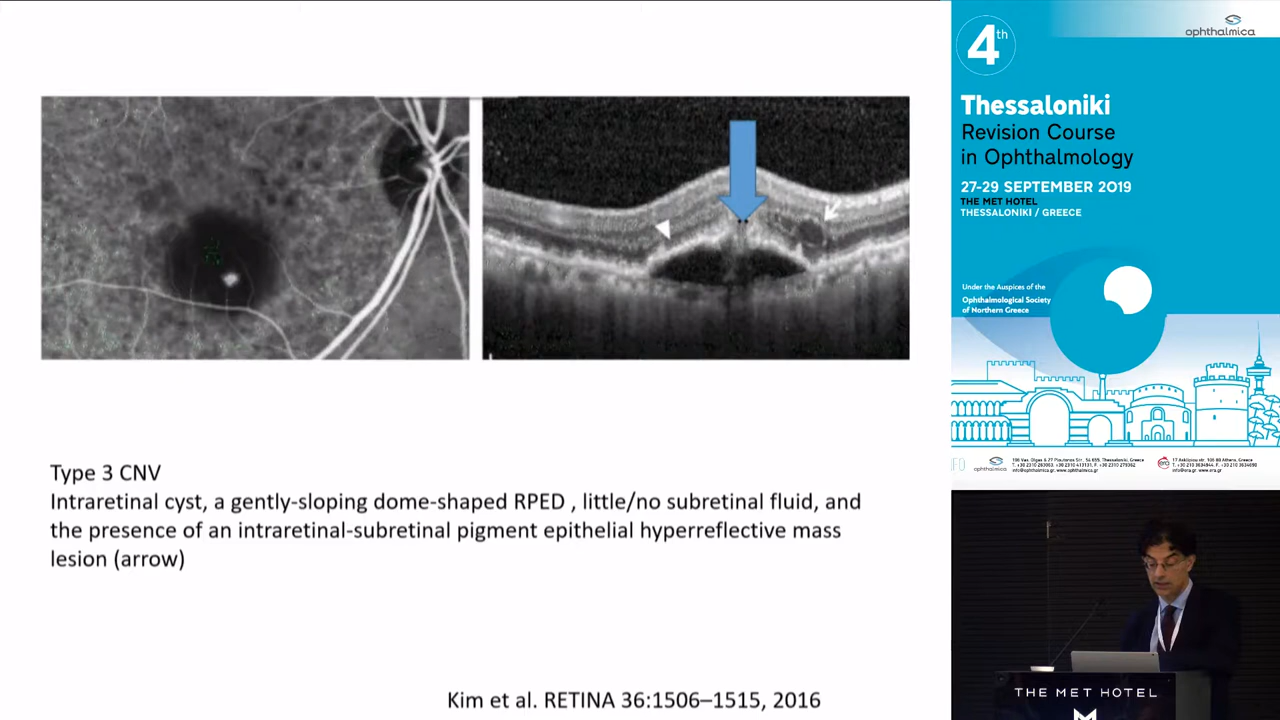 Type 3 CNV
Intraretinal cyst, a gently-sloping dome-shaped RPED , little/no subretinal fluid, and
the presence of an intraretinal-subretinal pigment epithelial hyperreflective mass
lesion (arrow)
Kim et al. RETINA 36:1506–1515, 2016
ophthalmica
4th
Thessaloniki
Revision Course
in Ophthalmology
27-29 SEPTEMBER 2019
THE MET HOTEL
THESSALONIKI / GREECE
Under the Auspices of the
Ophthalmological Society
of Northern Greece
ophthalmica
THE MET HOTEL